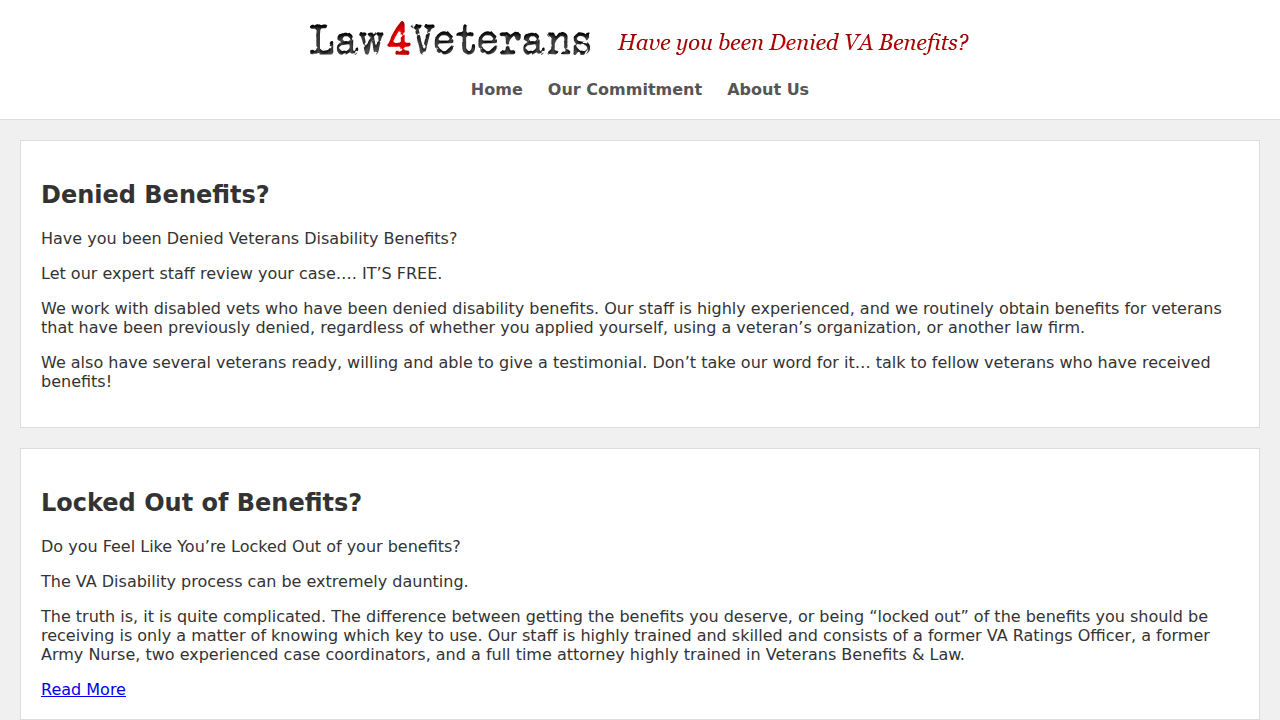 Law4Veterans Have you been Denied VA Benefits?
Home Our Commitment About Us
Denied Benefits?
Have you been Denied Veterans Disability Benefits?
Let our expert staff review your case…. IT’S FREE.
We work with disabled vets who have been denied disability benefits. Our staff is highly experienced, and we routinely obtain benefits for veterans
that have been previously denied, regardless of whether you applied yourself, using a veteran’s organization, or another law firm.
We also have several veterans ready, willing and able to give a testimonial. Don’t take our word for it… talk to fellow veterans who have received
benefits!
Locked Out of Benefits?
Do you Feel Like You’re Locked Out of your benefits?
The VA Disability process can be extremely daunting.
The truth is, it is quite complicated. The difference between getting the benefits you deserve, or being “locked out” of the benefits you should be
receiving is only a matter of knowing which key to use. Our staff is highly trained and skilled and consists of a former VA Ratings Officer, a former
Army Nurse, two experienced case coordinators, and a full time attorney highly trained in Veterans Benefits & Law.
Read More